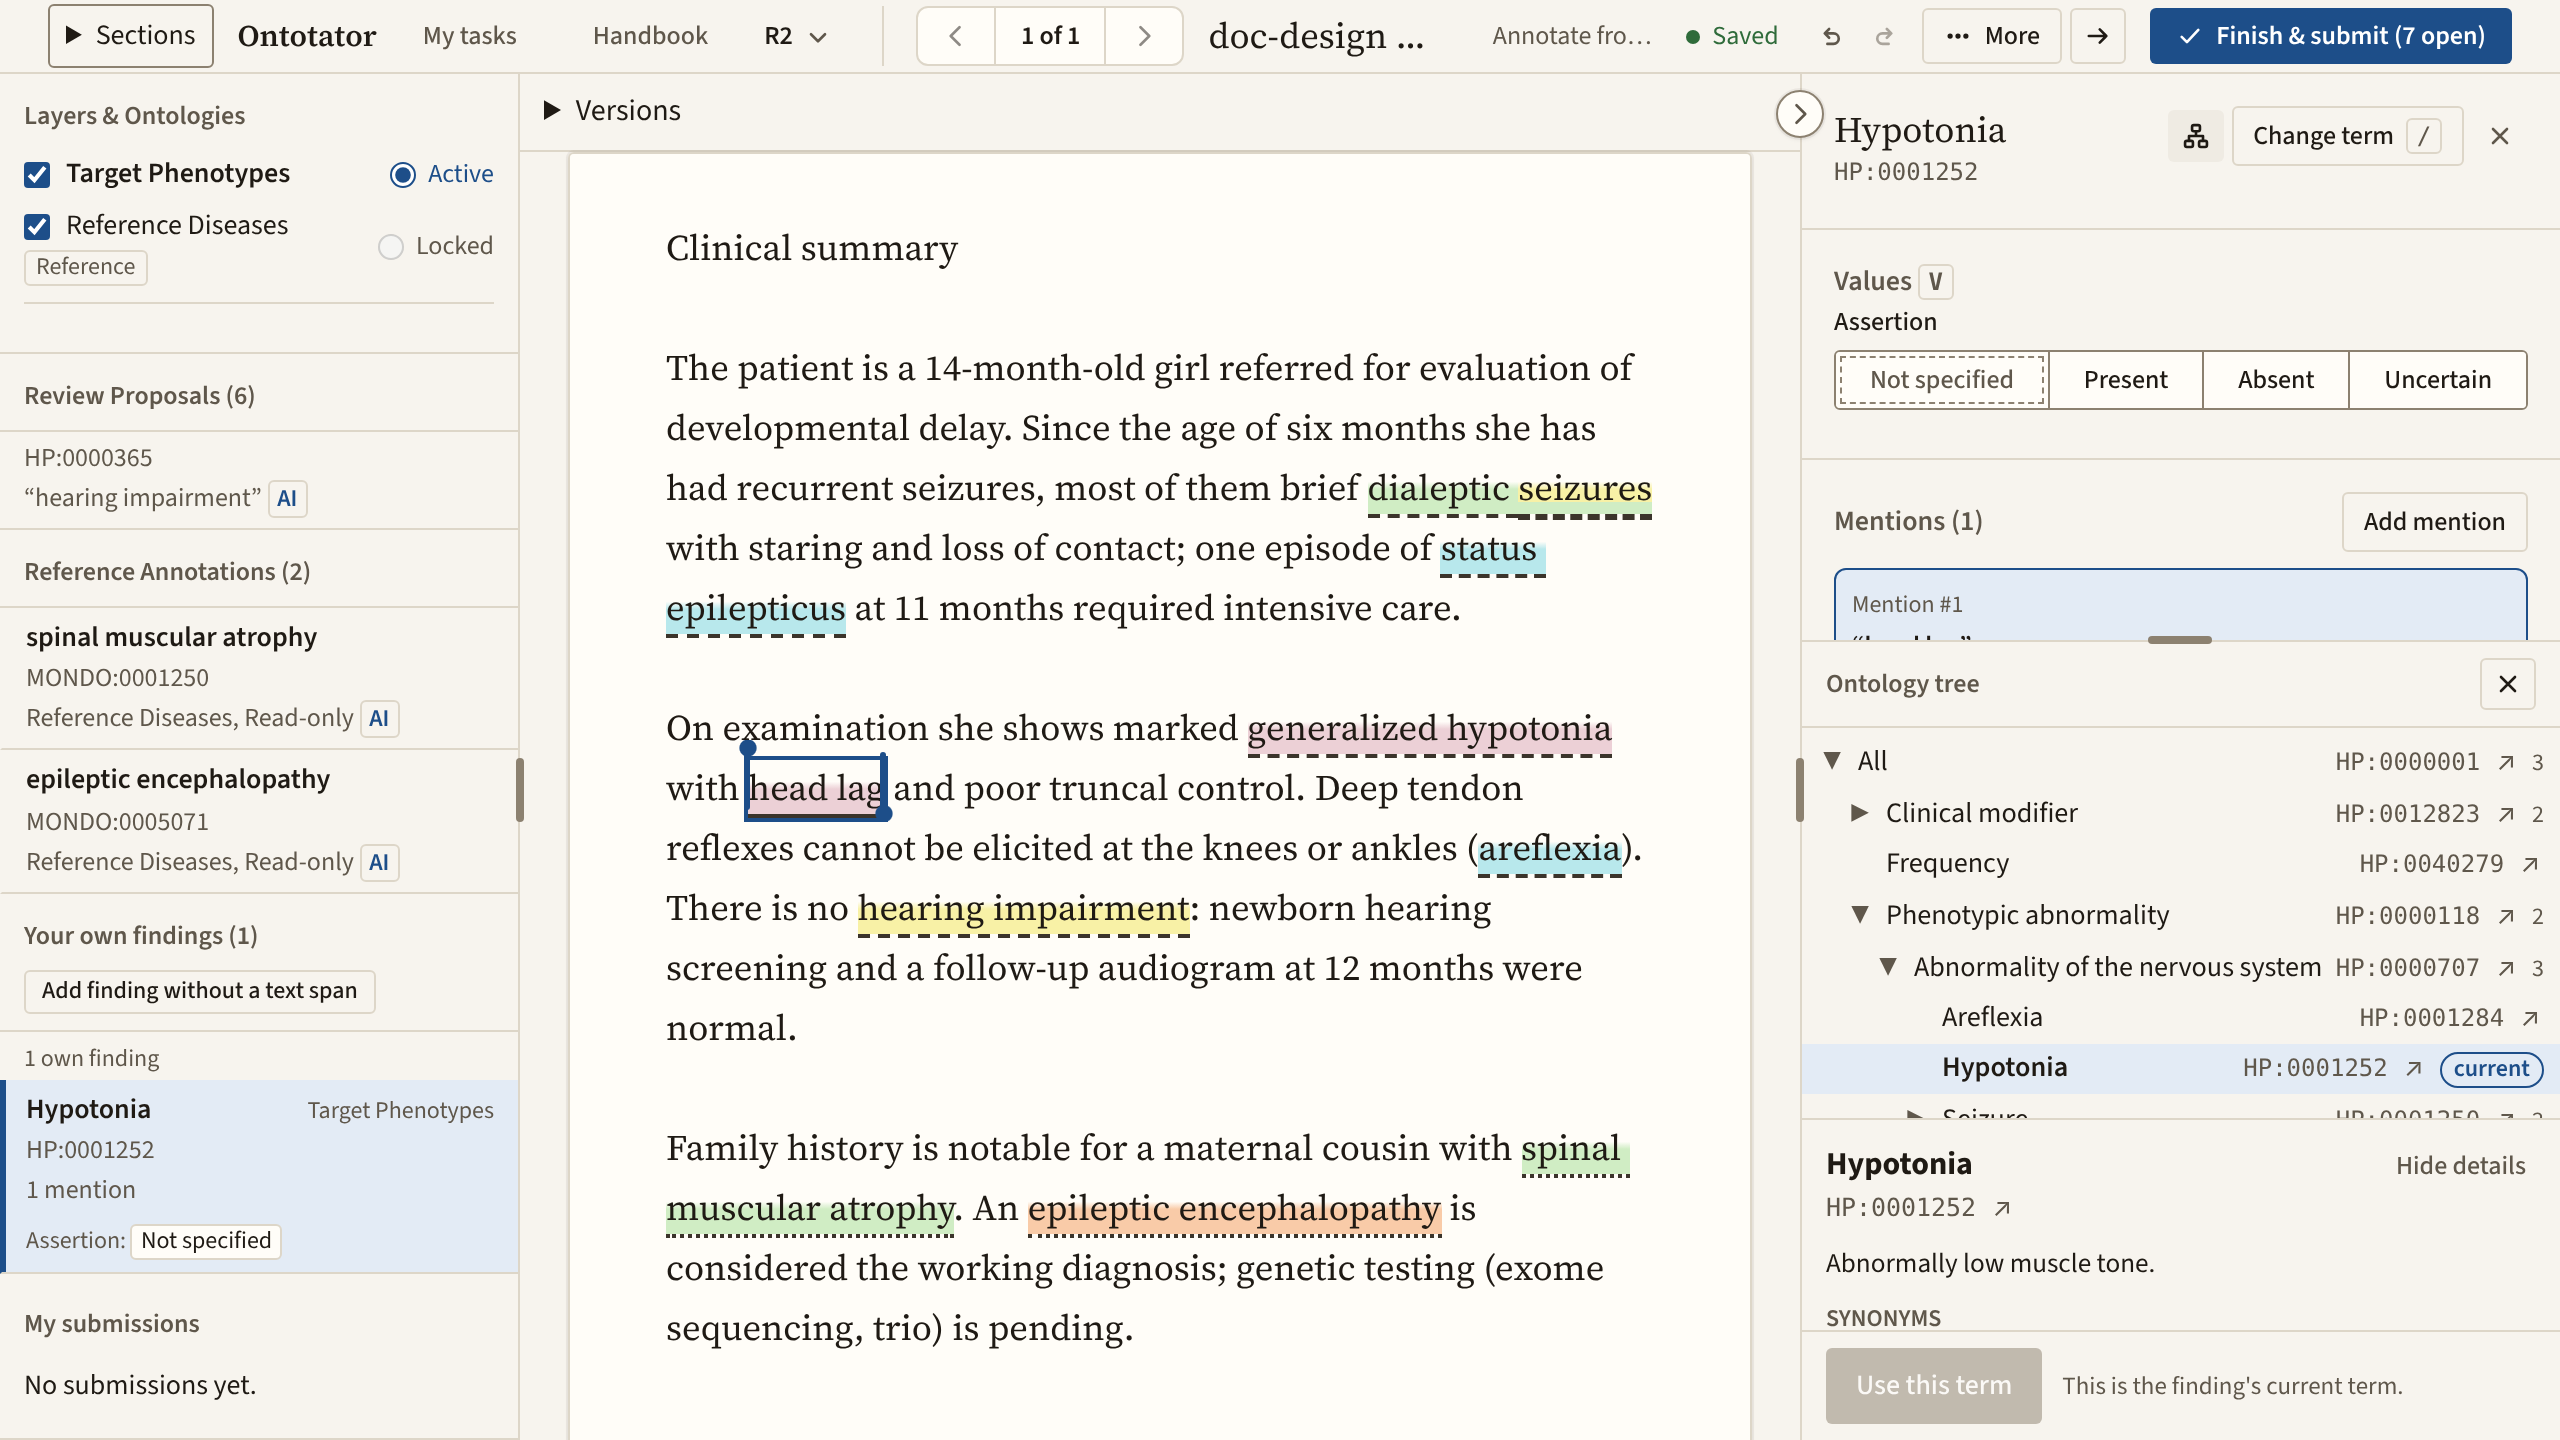 Sections
Ontotator
My tasks
Handbook
R2
1 of 1
doc-design ...
Annotate fro...
Saved
More
Finish & submit (7 open)
Layers & Ontologies
Target Phenotypes
Active
Reference Diseases
Reference
Locked
Review Proposals (6)
HP:0000365
“hearing impairment” AI
Reference Annotations (2)
spinal muscular atrophy
MONDO:0001250
Reference Diseases, Read-only AI
epileptic encephalopathy
MONDO:0005071
Reference Diseases, Read-only AI
Your own findings (1)
Add finding without a text span
1 own finding
Hypotonia Target Phenotypes
HP:0001252
1 mention
Assertion: Not specified
My submissions
No submissions yet.
Versions
Clinical summary
The patient is a 14-month-old girl referred for evaluation of
developmental delay. Since the age of six months she has
had recurrent seizures, most of them brief dialeptic seizures
with staring and loss of contact; one episode of status
epilepticus at 11 months required intensive care.
On examination she shows marked generalized hypotonia
with head lag and poor truncal control. Deep tendon
reflexes cannot be elicited at the knees or ankles (areflexia).
There is no hearing impairment: newborn hearing
screening and a follow-up audiogram at 12 months were
normal.
Family history is notable for a maternal cousin with spinal
muscular atrophy. An epileptic encephalopathy is
considered the working diagnosis; genetic testing (exome
sequencing, trio) is pending.
Hypotonia
HP:0001252
Change term /
Values V
Assertion
Not specified Present Absent Uncertain
Mentions (1)
Add mention
Mention #1
“head lag”
Ontology tree
All HP:0000001 3
Clinical modifier HP:0012823 2
Frequency HP:0040279
Phenotypic abnormality HP:0000118 2
Abnormality of the nervous system HP:0000707 3
Areflexia HP:0001284
Hypotonia HP:0001252 current
Seizure HP:0001250
Hypotonia
Hide details
HP:0001252
Abnormally low muscle tone.
SYNONYMS
Use this term
This is the finding's current term.